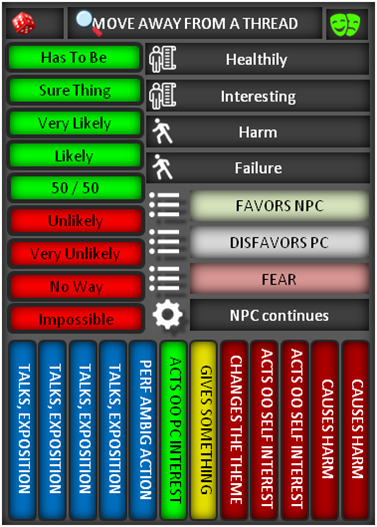 MOVE AWAY FROM A THREAD
Has To Be
Healthily
Sure Thing
Interesting
Very Likely
Harm
Likely
Failure
50 / 50
FAVORS NPC
Unlikely
DISFAVORS PC
Very Unlikely
No Way
FEAR
Impossible
NPC continues
TALKS, EXPOSITION
TALKS, EXPOSITION
TALKS, EXPOSITION
TALKS, EXPOSITION
PERF AMBIG ACTION
ACTS OO PC INTEREST
GIVES SOMETHING
CHANGES THE THEME
ACTS OO SELF INTEREST
ACTS OO SELF INTEREST
CAUSES HARM
CAUSES HARM